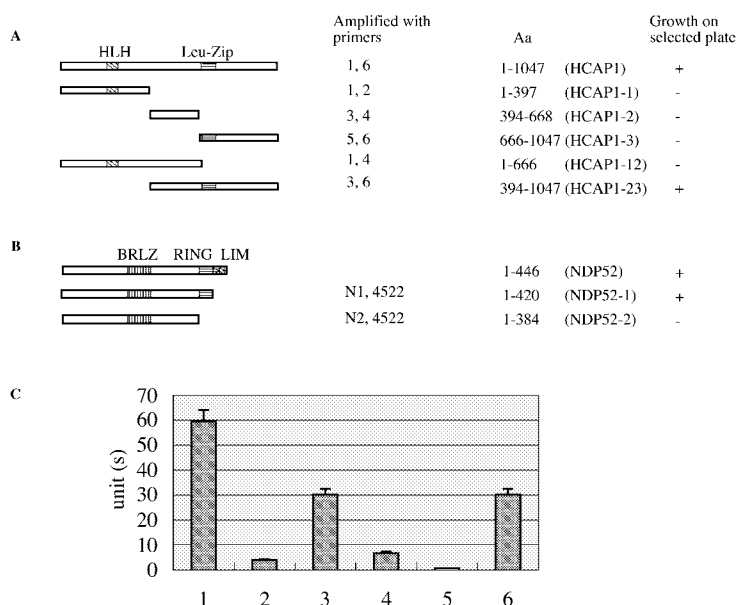 Amplified with primers
Aa
Growth on selected plate
A
HLH Leu-Zip
1, 6 1-1047 (HCAP1) +
1, 2 1-397 (HCAP1-1) -
3, 4 394-668 (HCAP1-2) -
5, 6 666-1047 (HCAP1-3) -
1, 4 1-666 (HCAP1-12) -
3, 6 394-1047 (HCAP1-23) +
B
BRLZ RING LIM
1-446 (NDP52) +
N1, 4522 1-420 (NDP52-1) +
N2, 4522 1-384 (NDP52-2) -
C
unit (s)
70
60
50
40
30
20
10
0
1 2 3 4 5 6